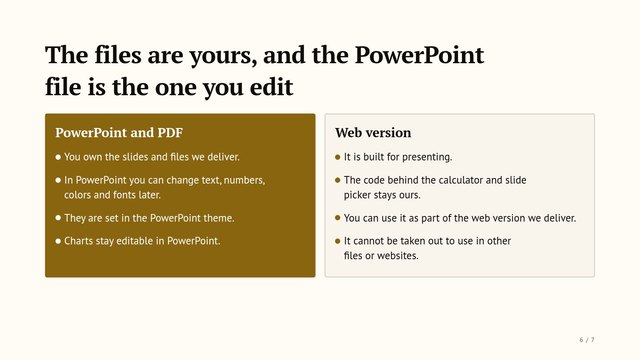 The files are yours, and the PowerPoint
file is the one you edit
PowerPoint and PDF
● You own the slides and files we deliver.
● In PowerPoint you can change text, numbers,
colors and fonts later.
● They are set in the PowerPoint theme.
● Charts stay editable in PowerPoint.
Web version
● It is built for presenting.
● The code behind the calculator and slide
picker stays ours.
● You can use it as part of the web version we deliver.
● It cannot be taken out to use in other
files or websites.
6 / 7